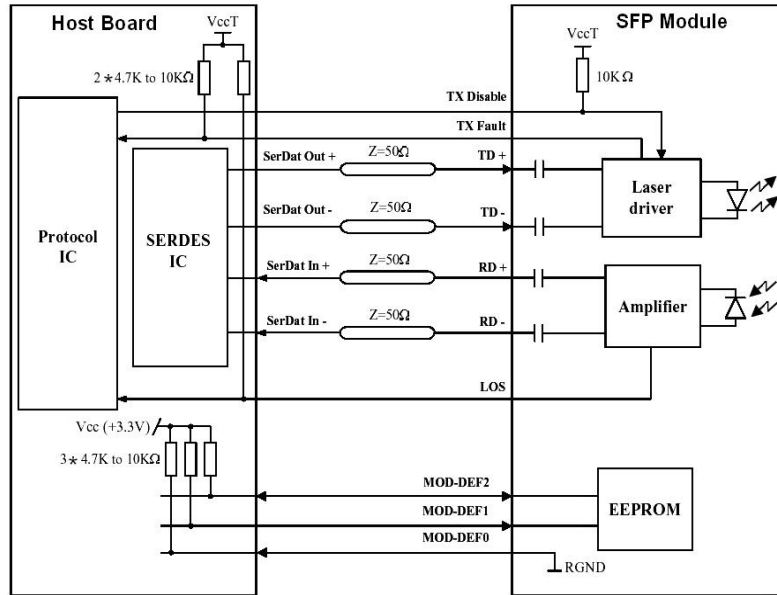 Host Board
VccT
2*4.7K to 10KΩ
SFP Module
VccT
10KΩ
TX Disable
TX Fault
SerDat Out +
Z=50Ω
TD +
SerDat Out -
Z=50Ω
TD -
Laser
driver
Protocol
IC
SERDES
IC
SerDat In +
Z=50Ω
RD +
SerDat In -
Z=50Ω
RD -
Amplifier
LOS
Vcc (+3.3V)
3*4.7K to 10KΩ
MOD-DEF2
MOD-DEF1
MOD-DEF0
EEPROM
RGND